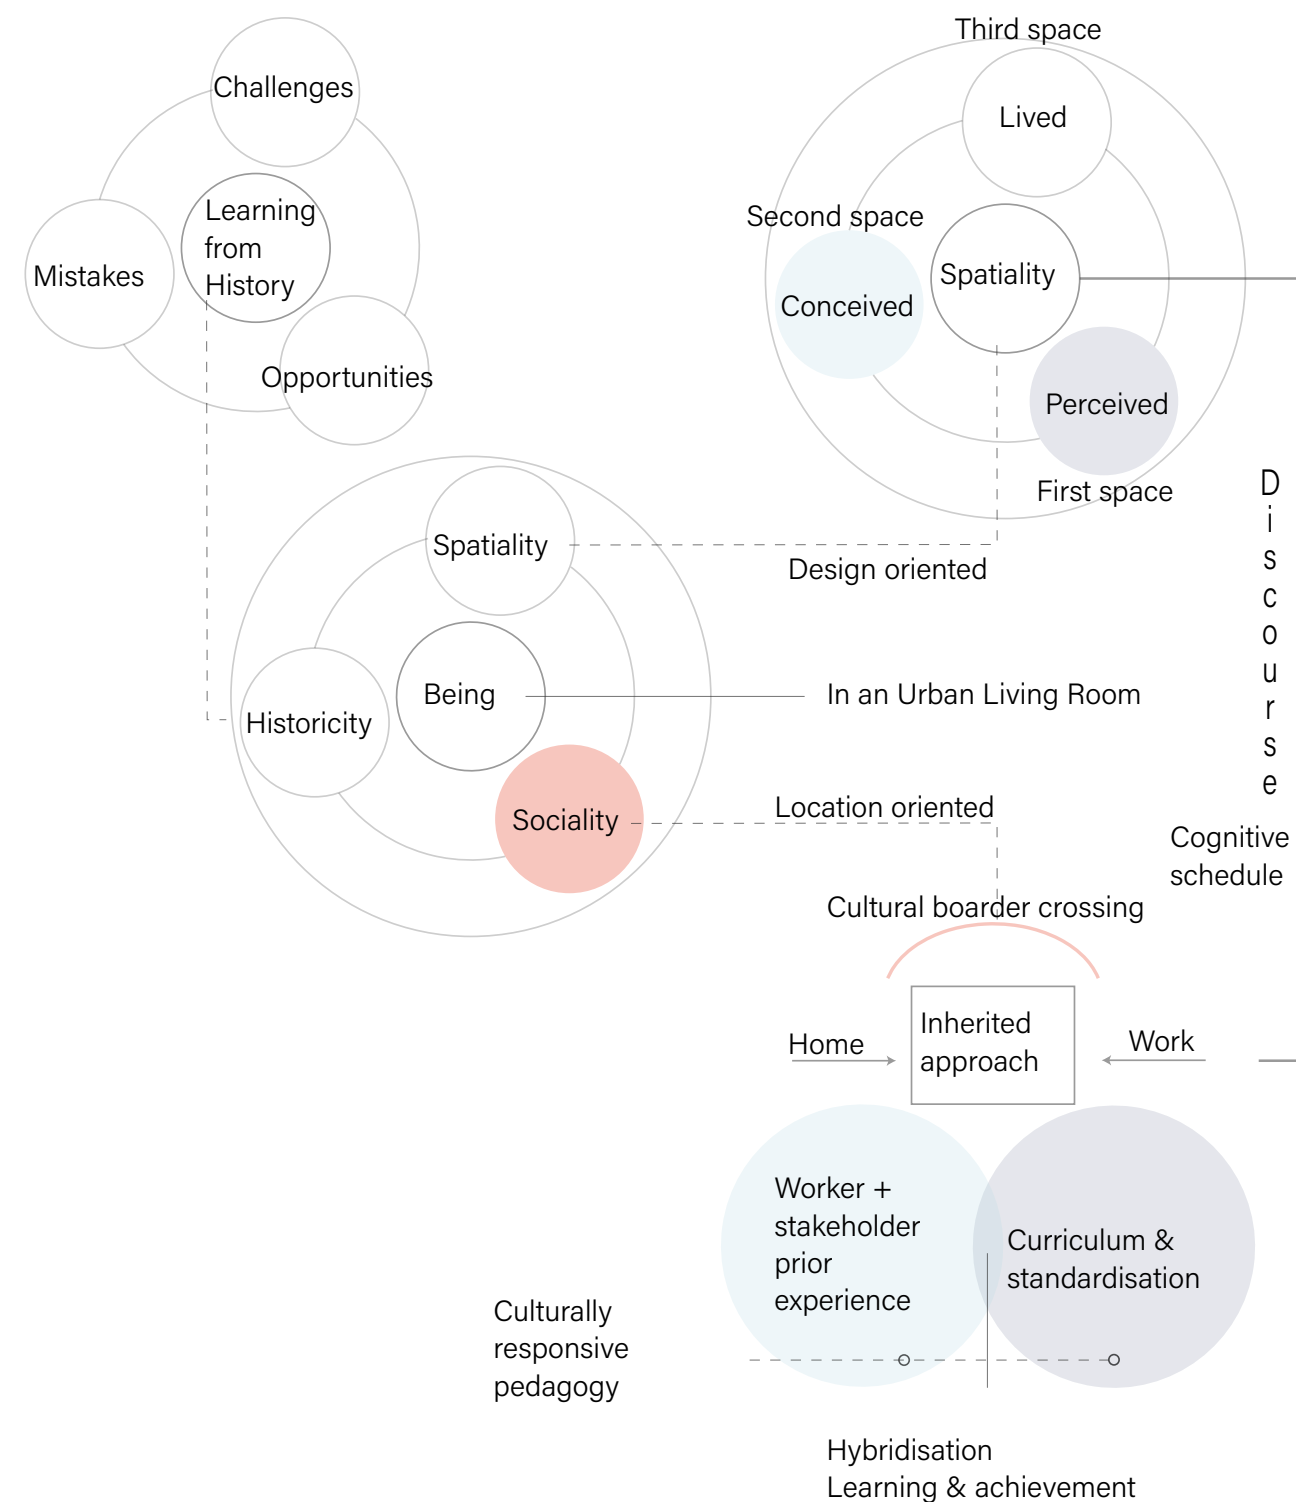 Third space
Challenges
Lived
Learning
from
History
Second space
Mistakes
Spatiality
Conceived
Opportunities
Perceived
First space
Discourse
Spatiality
Design oriented
Being
In an Urban Living Room
Historicity
Location oriented
Sociality
Cognitive
schedule
Cultural boarder crossing
Inherited
approach
Home
Work
Worker +
stakeholder
prior
experience
Curriculum &
standardisation
Culturally
responsive
pedagogy
Hybridisation
Learning & achievement